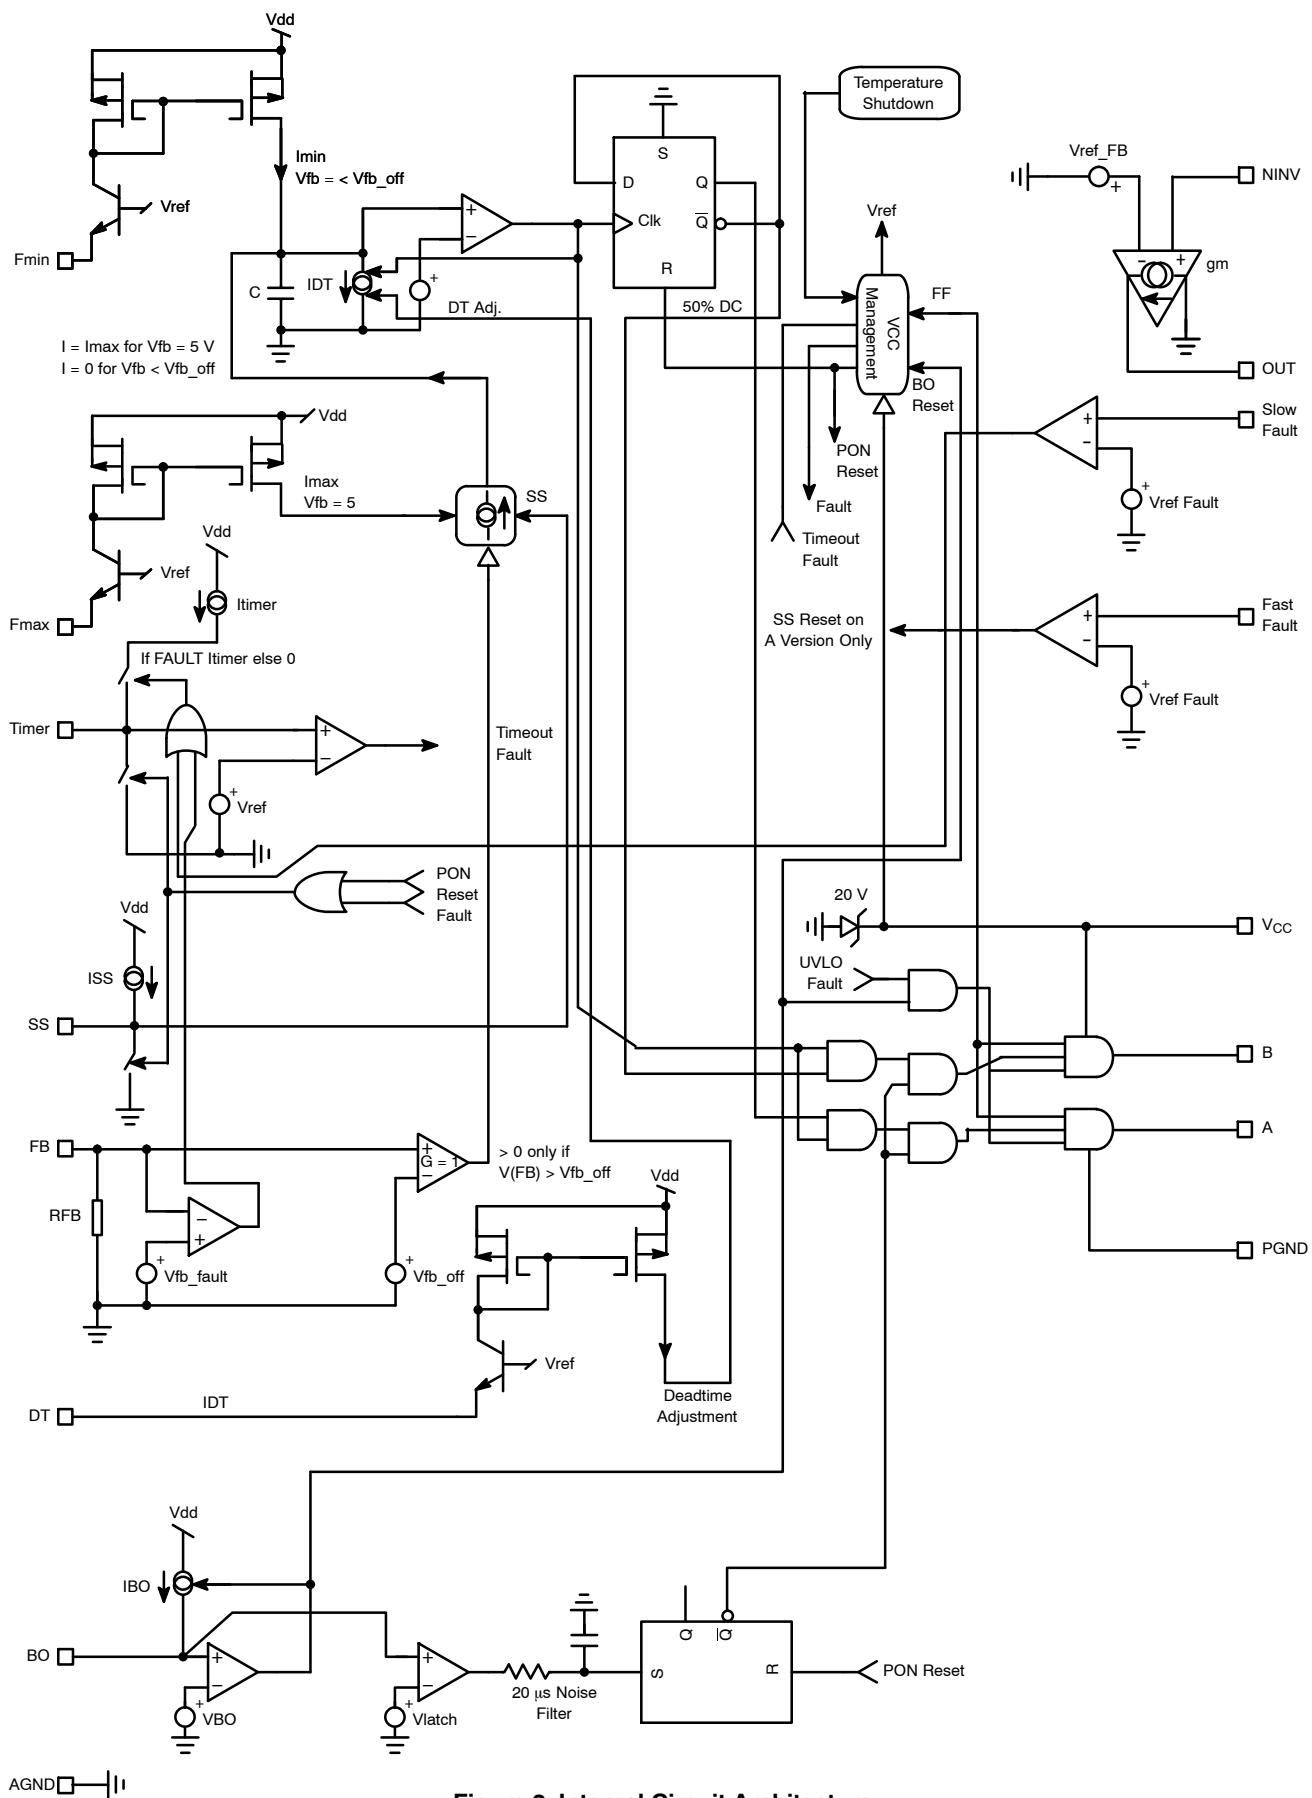 Vdd
Temperature
Shutdown
Imin
Vfb = < Vfb_off
Vref
Fmin
S
D
Q
Clk
Q
R
Vref_FB
+
NINV
Vref
- +
gm
+
−
IDT
C
+
DT Adj.
50% DC
VCC
Management
FF
BO
Reset
OUT
I = Imax for Vfb = 5 V
I = 0 for Vfb < Vfb_off
Vdd
PON
Reset
Fault
Timeout
Fault
+
−
Slow
Fault
+
Vref Fault
Imax
Vfb = 5
SS
Vdd
Vref
Itimer
Fmax
SS Reset on
A Version Only
+
−
Fast
Fault
+
Vref Fault
If FAULT Itimer else 0
Timer
+
−
Timeout
Fault
+
Vref
PON
Reset
Fault
Vdd
20 V
VCC
ISS
UVLO
Fault
SS
B
A
FB
+
G = 1
−
> 0 only if
V(FB) > Vfb_off
Vdd
RFB
−
+
+
Vfb_fault
+
Vfb_off
PGND
Vref
DT
IDT
Deadtime
Adjustment
Vdd
IBO
BO
+
−
+
VBO
+
−
+
Vlatch
20 μs Noise
Filter
Q
Q
S
R
PON Reset
AGND